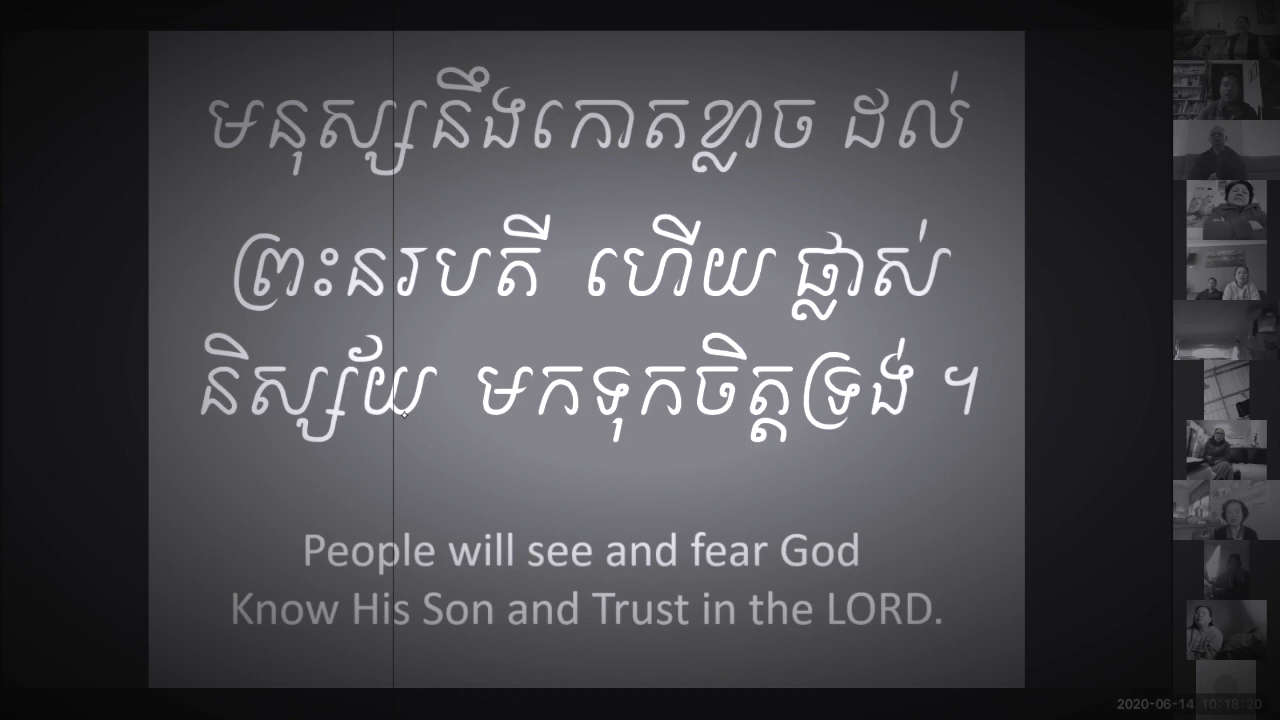 មនុស្សនឹងកោតខ្លាច ដល់
ព្រះនរបតី ហើយ ផ្លាស់
និស្ស័យ មកទុកចិត្តទ្រង់ ។
People will see and fear God
Know His Son and Trust in the LORD.
2020-06-14 10:18:20